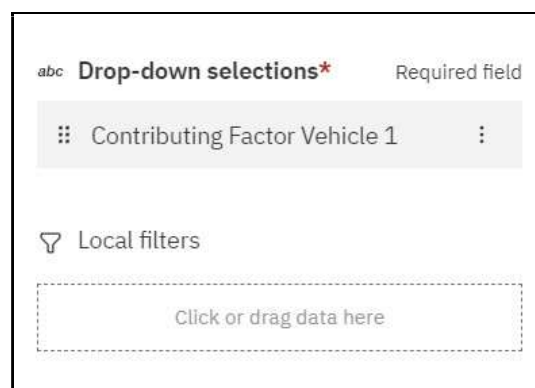 abc Drop-down selections* Required field
Contributing Factor Vehicle 1
Local filters
Click or drag data here